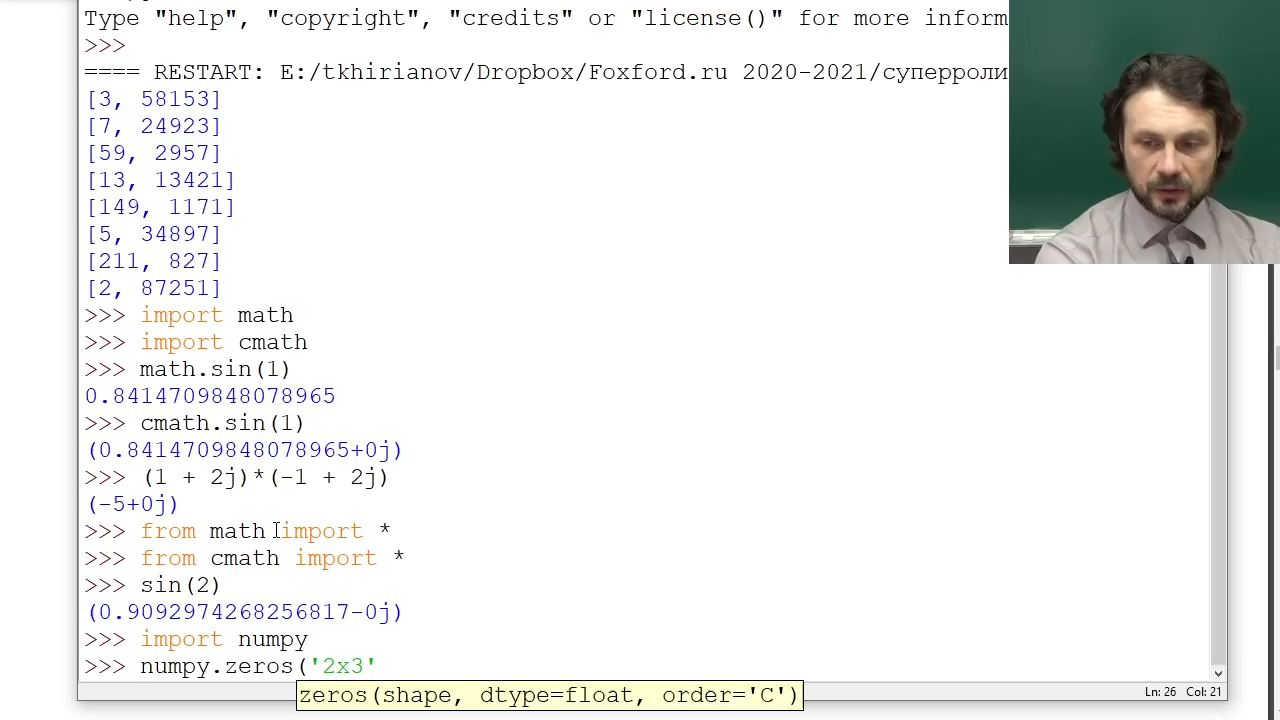 Type "help", "copyright", "credits" or "license()" for more inform
>>>
==== RESTART: E:/tkhirianov/Dropbox/Foxford.ru 2020-2021/суперроли
[3, 58153]
[7, 24923]
[59, 2957]
[13, 13421]
[149, 1171]
[5, 34897]
[211, 827]
[2, 87251]
>>> import math
>>> import cmath
>>> math.sin(1)
0.8414709848078965
>>> cmath.sin(1)
(0.8414709848078965+0j)
>>> (1 + 2j)*(-1 + 2j)
(-5+0j)
>>> from math import *
>>> from cmath import *
>>> sin(2)
(0.9092974268256817-0j)
>>> import numpy
>>> numpy.zeros('2x3'
zeros(shape, dtype=float, order='C')
Ln: 26 Col: 21